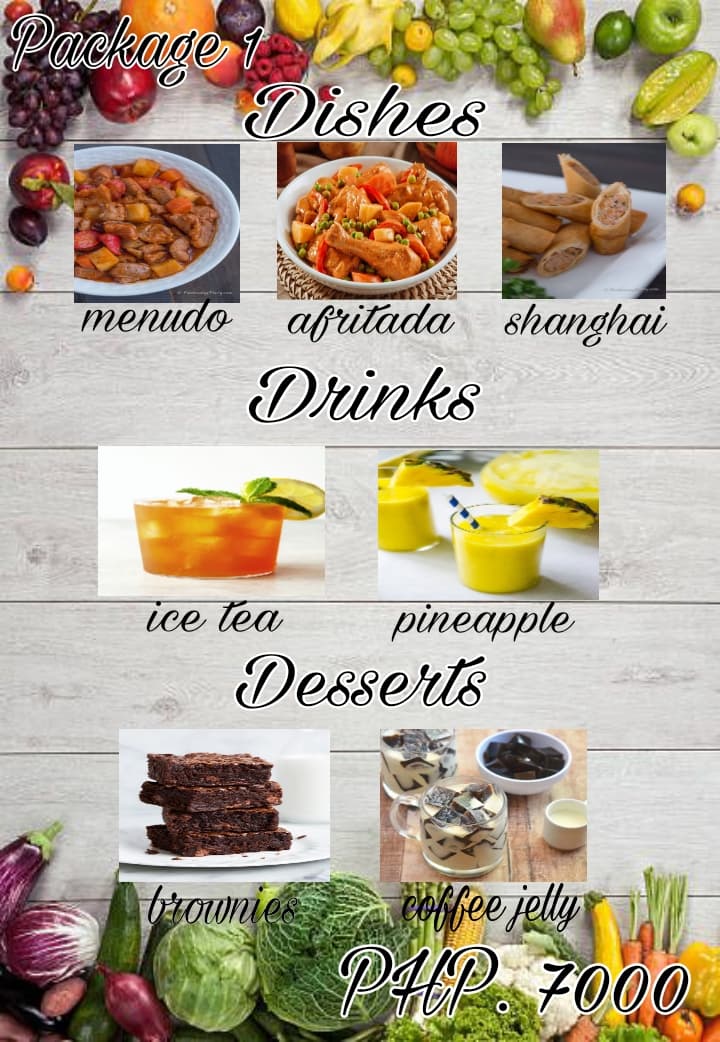 Package 1
Dishes
menudo afritada shanghai
Drinks
ice tea pineapple
Desserts
brownies coffee jelly
PHP. 7000